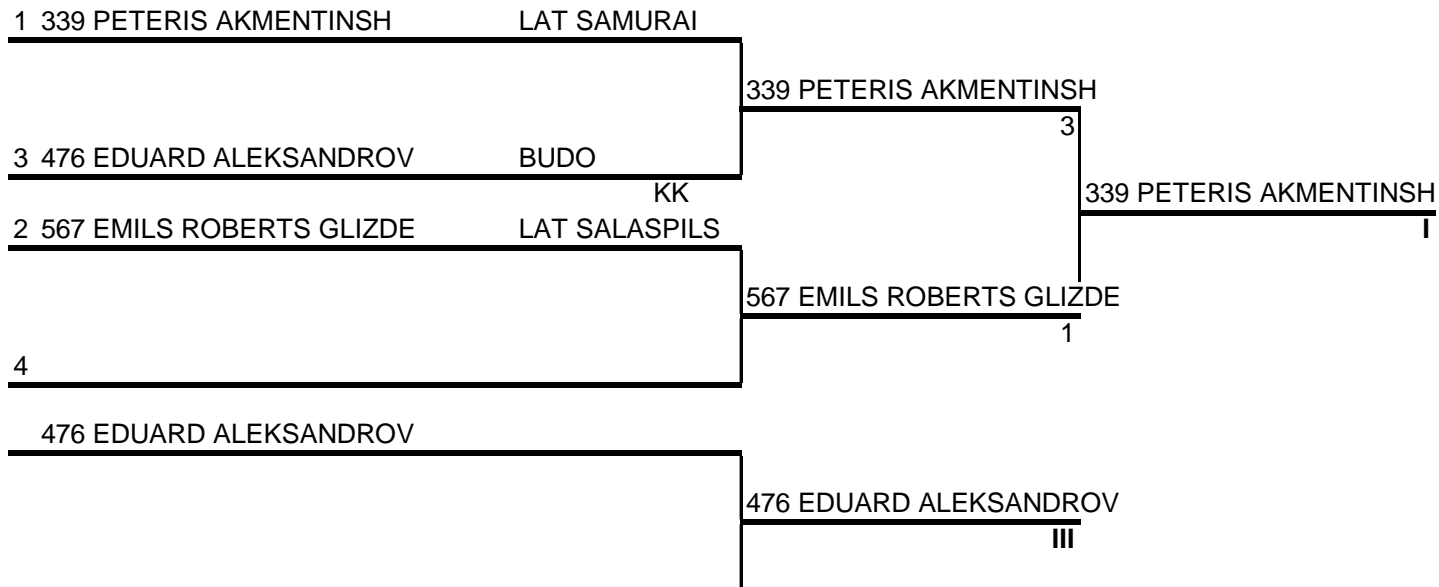 1 339 PETERIS AKMENTINSH LAT SAMURAI
339 PETERIS AKMENTINSH
3
3 476 EDUARD ALEKSANDROV BUDO
KK
339 PETERIS AKMENTINSH
I
2 567 EMILS ROBERTS GLIZDE LAT SALASPILS
567 EMILS ROBERTS GLIZDE
1
4
476 EDUARD ALEKSANDROV
476 EDUARD ALEKSANDROV
III